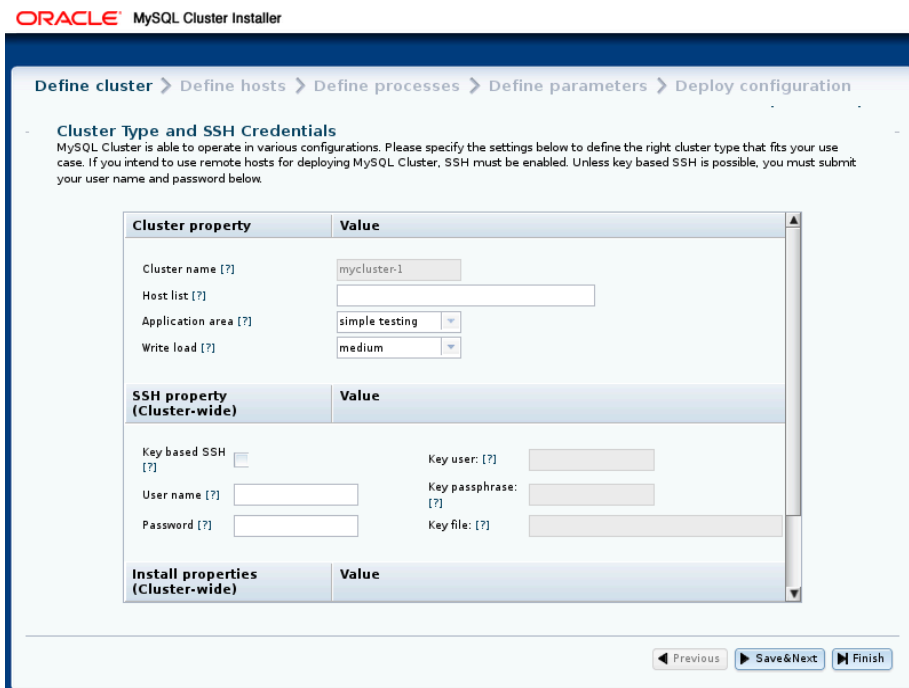 ORACLE® MySQL Cluster Installer
Define cluster > Define hosts > Define processes > Define parameters > Deploy configuration
Cluster Type and SSH Credentials
MySQL Cluster is able to operate in various configurations. Please specify the settings below to define the right cluster type that fits your use
case. If you intend to use remote hosts for deploying MySQL Cluster, SSH must be enabled. Unless key based SSH is possible, you must submit
your user name and password below.
Cluster property Value
Cluster name [?] mycluster-1
Host list [?]
Application area [?] simple testing
Write load [?] medium
SSH property Value
(Cluster-wide)
Key based SSH
[?]
Key user: [?]
User name [?]
Key passphrase:
[?]
Password [?] Key file: [?]
Install properties Value
(Cluster-wide)
Previous Save&Next Finish